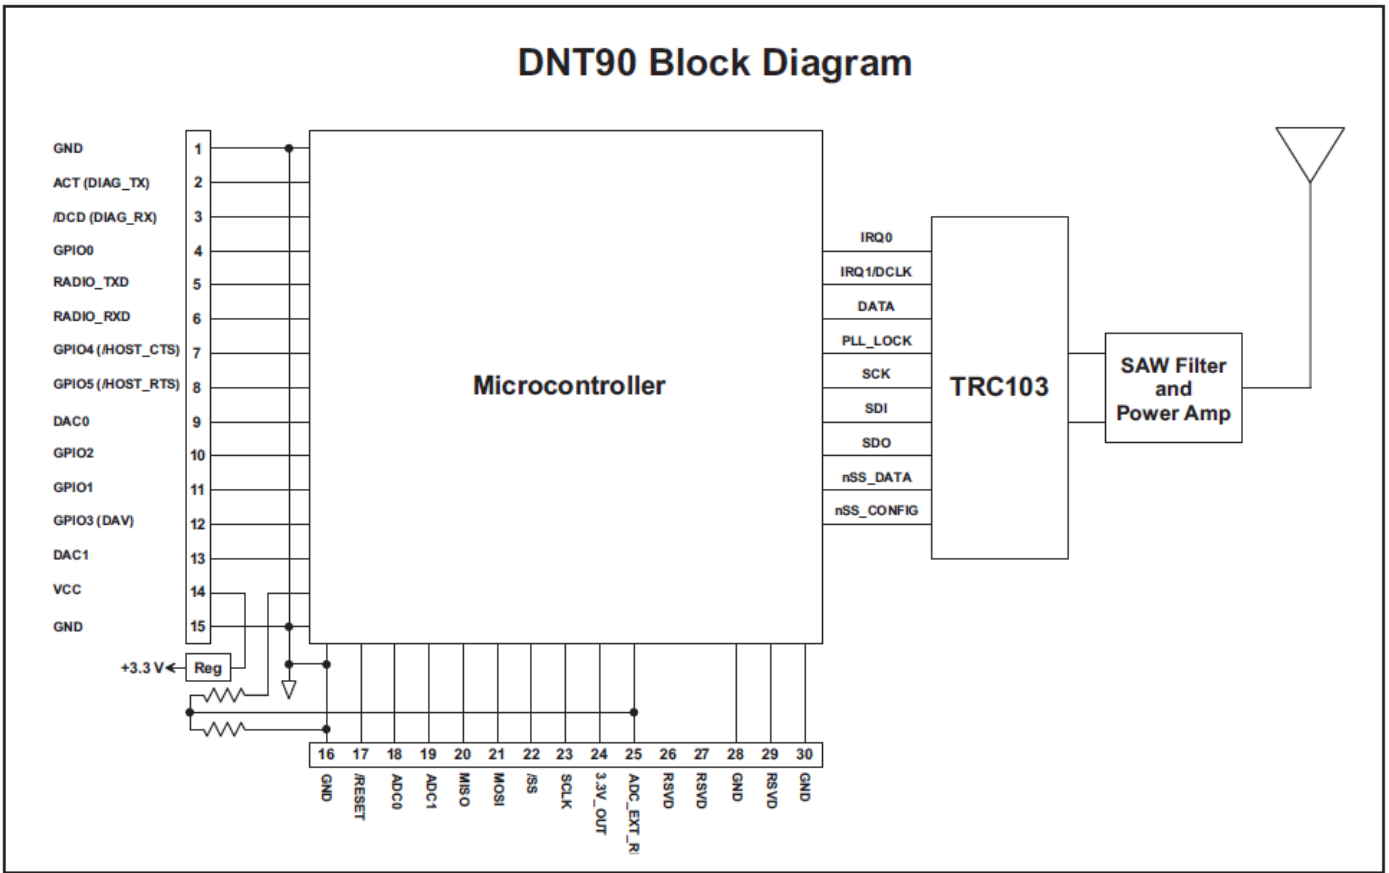 DNT90 Block Diagram
GND 1
ACT (DIAG_TX) 2
/DCD (DIAG_RX) 3
GPIO0 4
RADIO_TXD 5
RADIO_RXD 6
GPIO4 (/HOST_CTS) 7
GPIO5 (/HOST_RTS) 8
DAC0 9
GPIO2 10
GPIO1 11
GPIO3 (DAV) 12
DAC1 13
VCC 14
GND 15
+3.3 V
Reg
Microcontroller
IRQ0
IRQ1/DCLK
DATA
PLL_LOCK
SCK
SDI
SDO
nSS_DATA
nSS_CONFIG
TRC103
SAW Filter
and
Power Amp
16 17 18 19 20 21 22 23 24 25 26 27 28 29 30
GND
/RESET
ADC0
ADC1
MISO
MOSI
/SS
SCLK
3.3V_OUT
ADC_EXT_R
RSVD
RSVD
GND
RSVD
GND